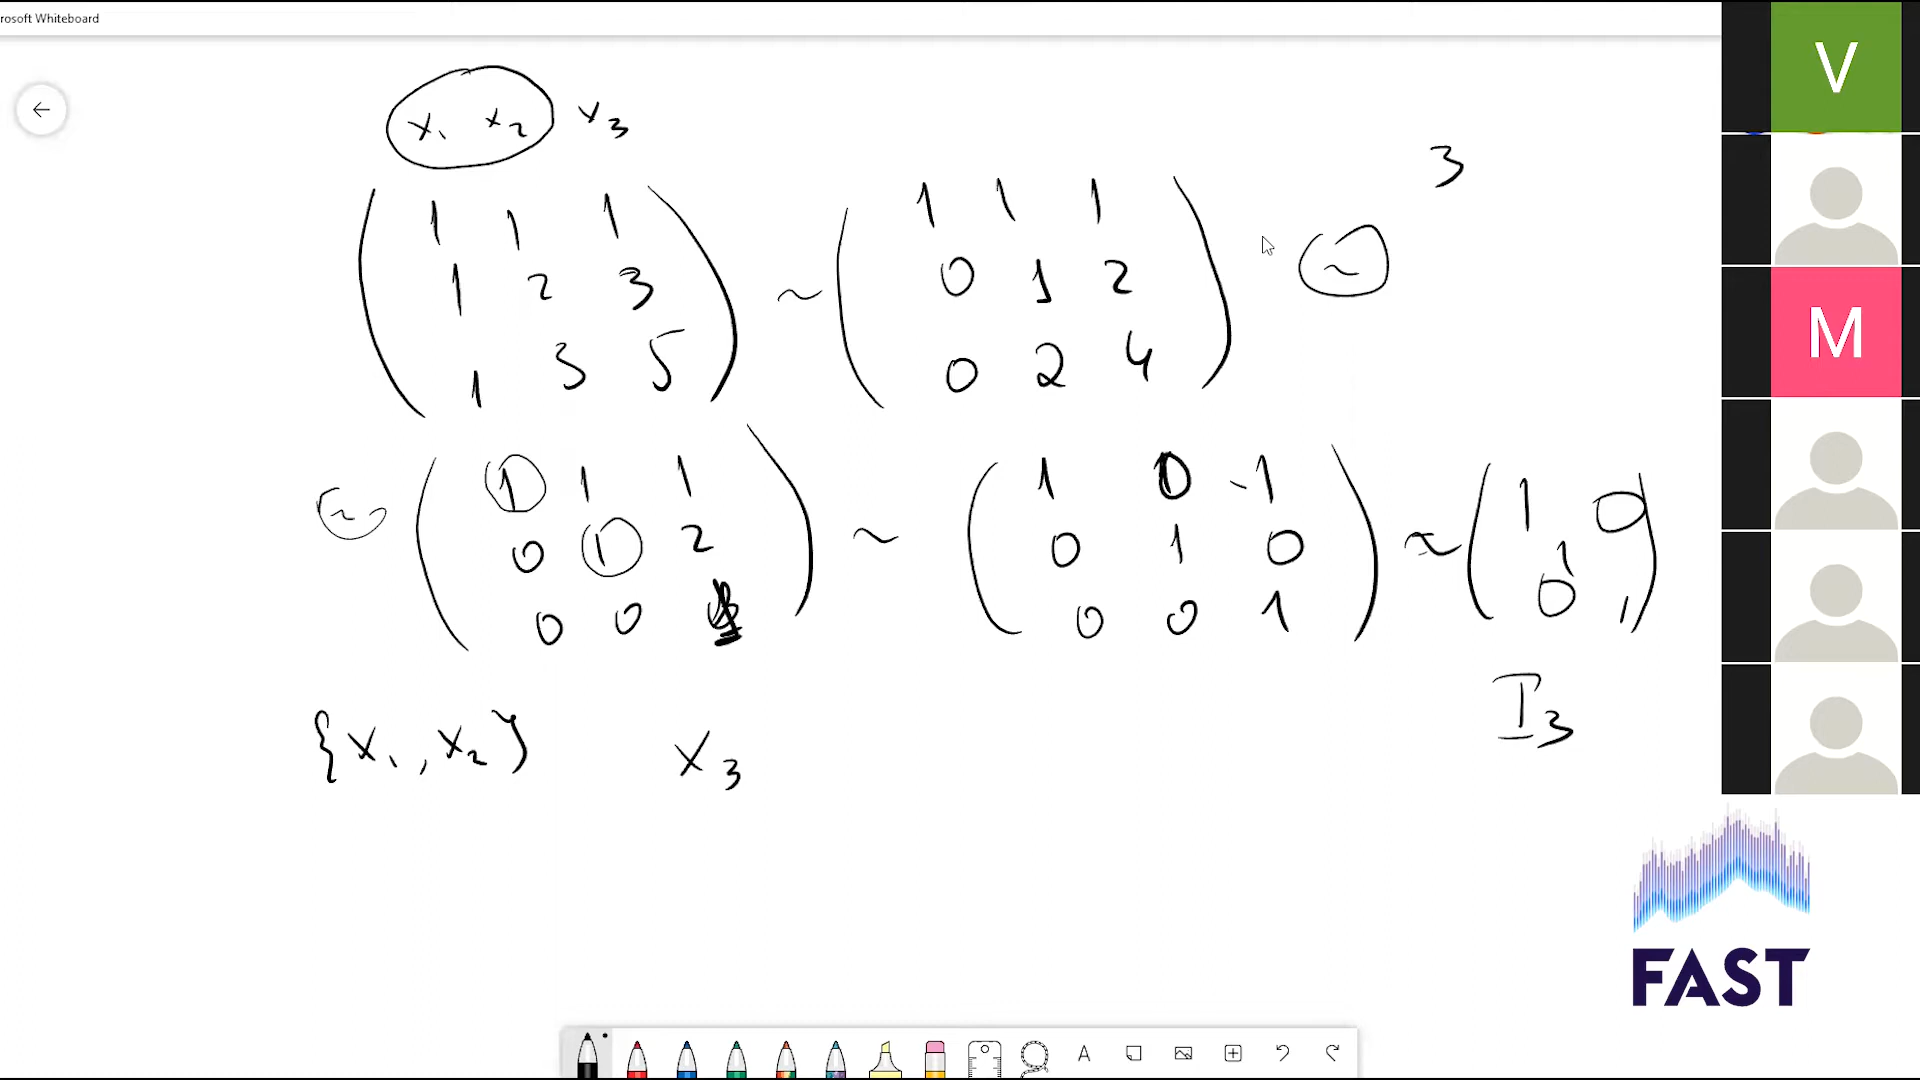 rosoft Whiteboard
x₁ x₂ x₃
3
( 1 1 1 ) ~ ( 1 1 1 ) ~
( 1 2 3 ) ( 0 1 2 )
( 1 3 5 ) ( 0 2 4 )
~ ( 1 1 1 ) ~ ( 1 0 -1 ) ~ ( 1 0 )
( 0 1 2 ) ( 0 1 0 ) ( 1 )
( 0 0 ) ( 0 0 1 ) ( 0 1 )
I₃
{x₁, x₂} x₃
V
M
FAST
A